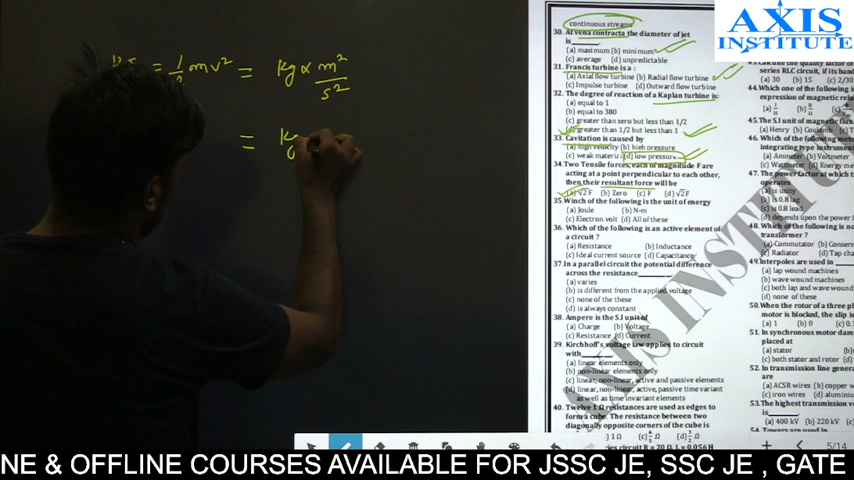 = 1/2 mv² = kg × m²/s²
= kg
continuous streams
30. At vena contracta the diameter of jet
is______
(a) maximum (b) minimum
(c) average (d) unpredictable
31. Francis turbine is a :
(a) Axial flow turbine (b) Radial flow turbine
(c) Impulse turbine (d) Outward flow turbine
32. The degree of reaction of a Kaplan turbine is:
(a) equal to 1
(b) equal to 380
(c) greater than zero but less than 1/2
greater than 1/2 but less than 1
33. Cavitation is caused by
(a) high velocity (b) high pressure
(c) weak material (d) low pressure
34. Two Tensile forces, each of magnitude F are
acting at a point perpendicular to each other,
then their resultant force will be
(a) √2 F (b) Zero (c) F (d) √2 F
35. Winch of the following is the unit of energy
(a) Joule (b) N-m
(c) Electron volt (d) All of these
36. Which of the following is an active element of
a circuit ?
(a) Resistance (b) Inductance
(c) Ideal current source (d) Capacitance
37. In a parallel circuit the potential difference
across the resistance______
(a) varies
(b) is different from the applied voltage
(c) none of the these
(d) is always constant
38. Ampere is the S.I unit of
(a) Charge (b) Voltage
(c) Resistance (d) Current
39. Kirchhoff's voltage law applies to circuit
with______
(a) linear elements only
(b) non-linear elements only
(c) linear, non-linear, active and passive elements
(d) linear, non-linear, active, passive time variant
as well as time invariant elements
40. Twelve 1 Ω resistances are used as edges to
form a cube. The resistance between two
diagonally opposite corners of the cube is
1 Ω
AXIS
INSTITUTE
series RLC circuit, if its band
(a) 30 (b) 15 (c) 2/3
44. Which one of the following
expression of magnetic rel
45. The S.I unit of magnetic f
(a) Henry (b) Coulo
46. Which of the following met
integrating type instrument
(a) Ammet (b) Voltmeter
(c) Wattmeter (d) Energy me
47. The power factor at which t
operates
(a) is unity
(b) is 0.8 lag
(c) is 0.8 lead
(d) depends upon the power f
48. Which of the following is no
transformer ?
(a) Commutator (b) Conserv
(c) Radiator (d) Tap cha
49. Interpoles are used in
(a) lap wound machines
(b) wave wound machines
(c) both lap and wave wound
(d) none of these
50. When the rotor of a three p
motor is blocked, the slip is
(a) 1 (b) 0 (c) 0.1
51. In synchronous motor dam
placed at
(a) stator
(c) both stator and rotor (d)
52. In transmission line genera
are
(a) ACSR wires (b) copper w
(c) iron wires (d) aluminiu
53. The highest transmission v
is
(a) 400 kV (b) 220 kV (c)
AXIS INSTITUTE
5/14
NE & OFFLINE COURSES AVAILABLE FOR JSSC JE, SSC JE , GATE